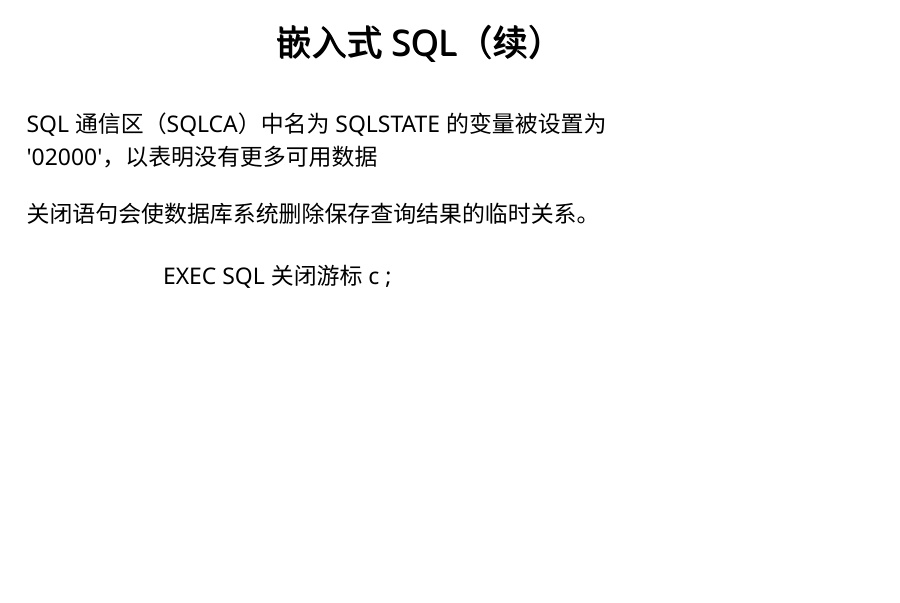 嵌入式 SQL（续）
SQL 通信区（SQLCA）中名为 SQLSTATE 的变量被设置为
'02000'，以表明没有更多可用数据
关闭语句会使数据库系统删除保存查询结果的临时关系。
EXEC SQL 关闭游标 c ;